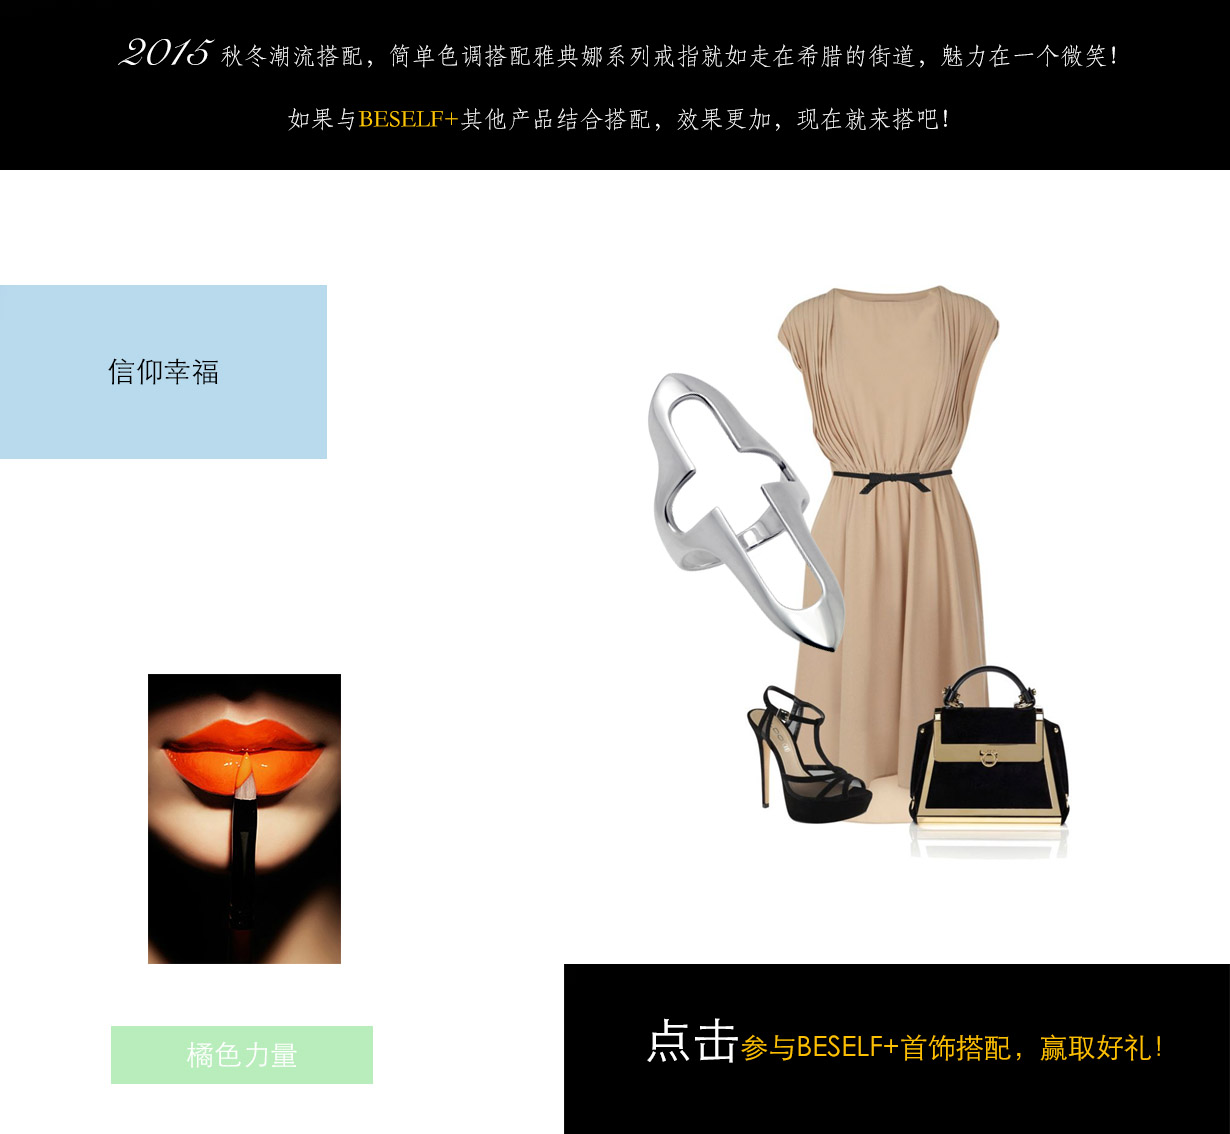 2015 秋冬潮流搭配，简单色调搭配雅典娜系列戒指就如走在希腊的街道，魅力在一个微笑！
如果与BESELF+其他产品结合搭配，效果更加，现在就来搭吧！
信仰幸福
橘色力量
点击参与BESELF+首饰搭配，赢取好礼！